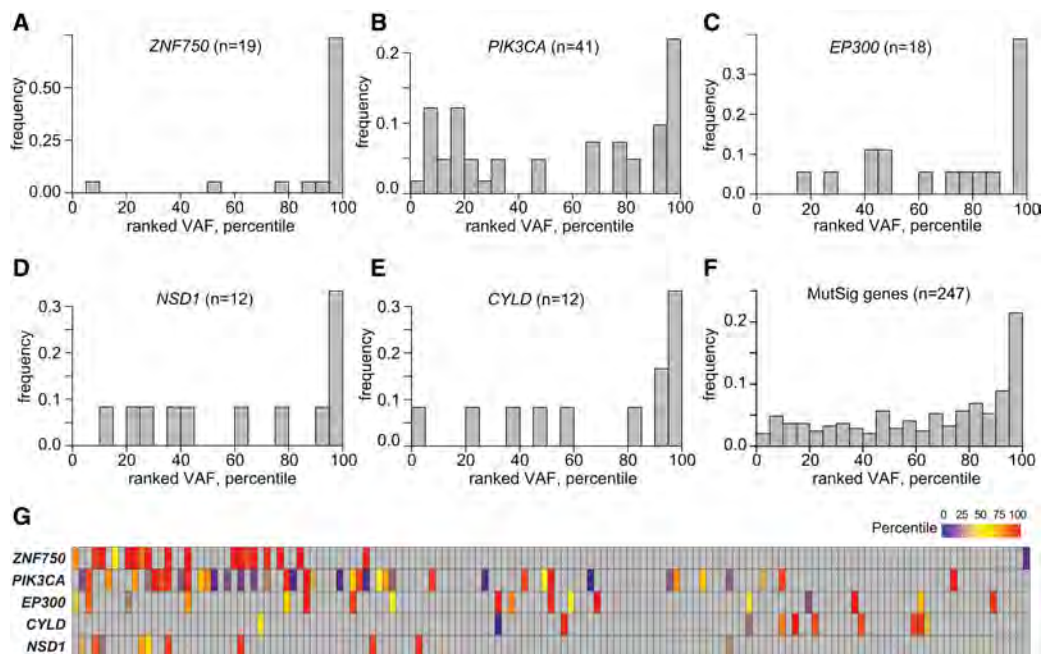 A
ZNF750 (n=19)
frequency
0.50
0.25
0.00
0 20 40 60 80 100
ranked VAF, percentile
B
PIK3CA (n=41)
frequency
0.2
0.1
0.0
0 20 40 60 80 100
ranked VAF, percentile
C
EP300 (n=18)
frequency
0.3
0.2
0.1
0.0
0 20 40 60 80 100
ranked VAF, percentile
D
NSD1 (n=12)
frequency
0.3
0.2
0.1
0.0
0 20 40 60 80 100
ranked VAF, percentile
E
CYLD (n=12)
frequency
0.3
0.2
0.1
0.0
0 20 40 60 80 100
ranked VAF, percentile
F
MutSig genes (n=247)
frequency
0.2
0.1
0.0
0 20 40 60 80 100
ranked VAF, percentile
G
0 25 50 75 100
Percentile
ZNF750
PIK3CA
EP300
CYLD
NSD1